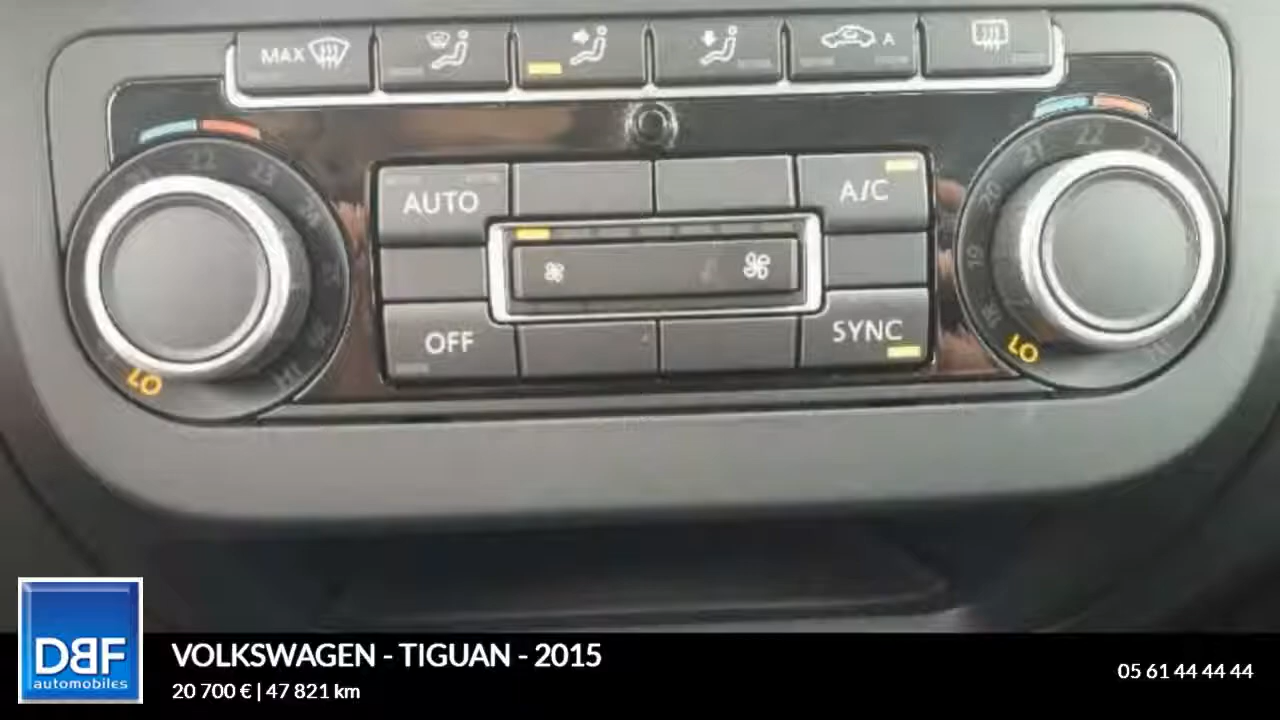 MAX
A
22
23
21
22
20
19
18
AUTO
A/C
OFF
SYNC
LO
LO
DBF
automobiles
VOLKSWAGEN - TIGUAN - 2015
20 700 € | 47 821 km
05 61 44 44 44